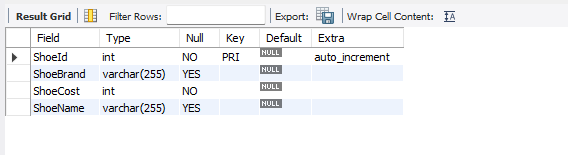 Result Grid Filter Rows: Export: Wrap Cell Content: IA
Field Type Null Key Default Extra
ShoeId int NO PRI NULL auto_increment
ShoeBrand varchar(255) YES NULL
ShoeCost int NO NULL
ShoeName varchar(255) YES NULL